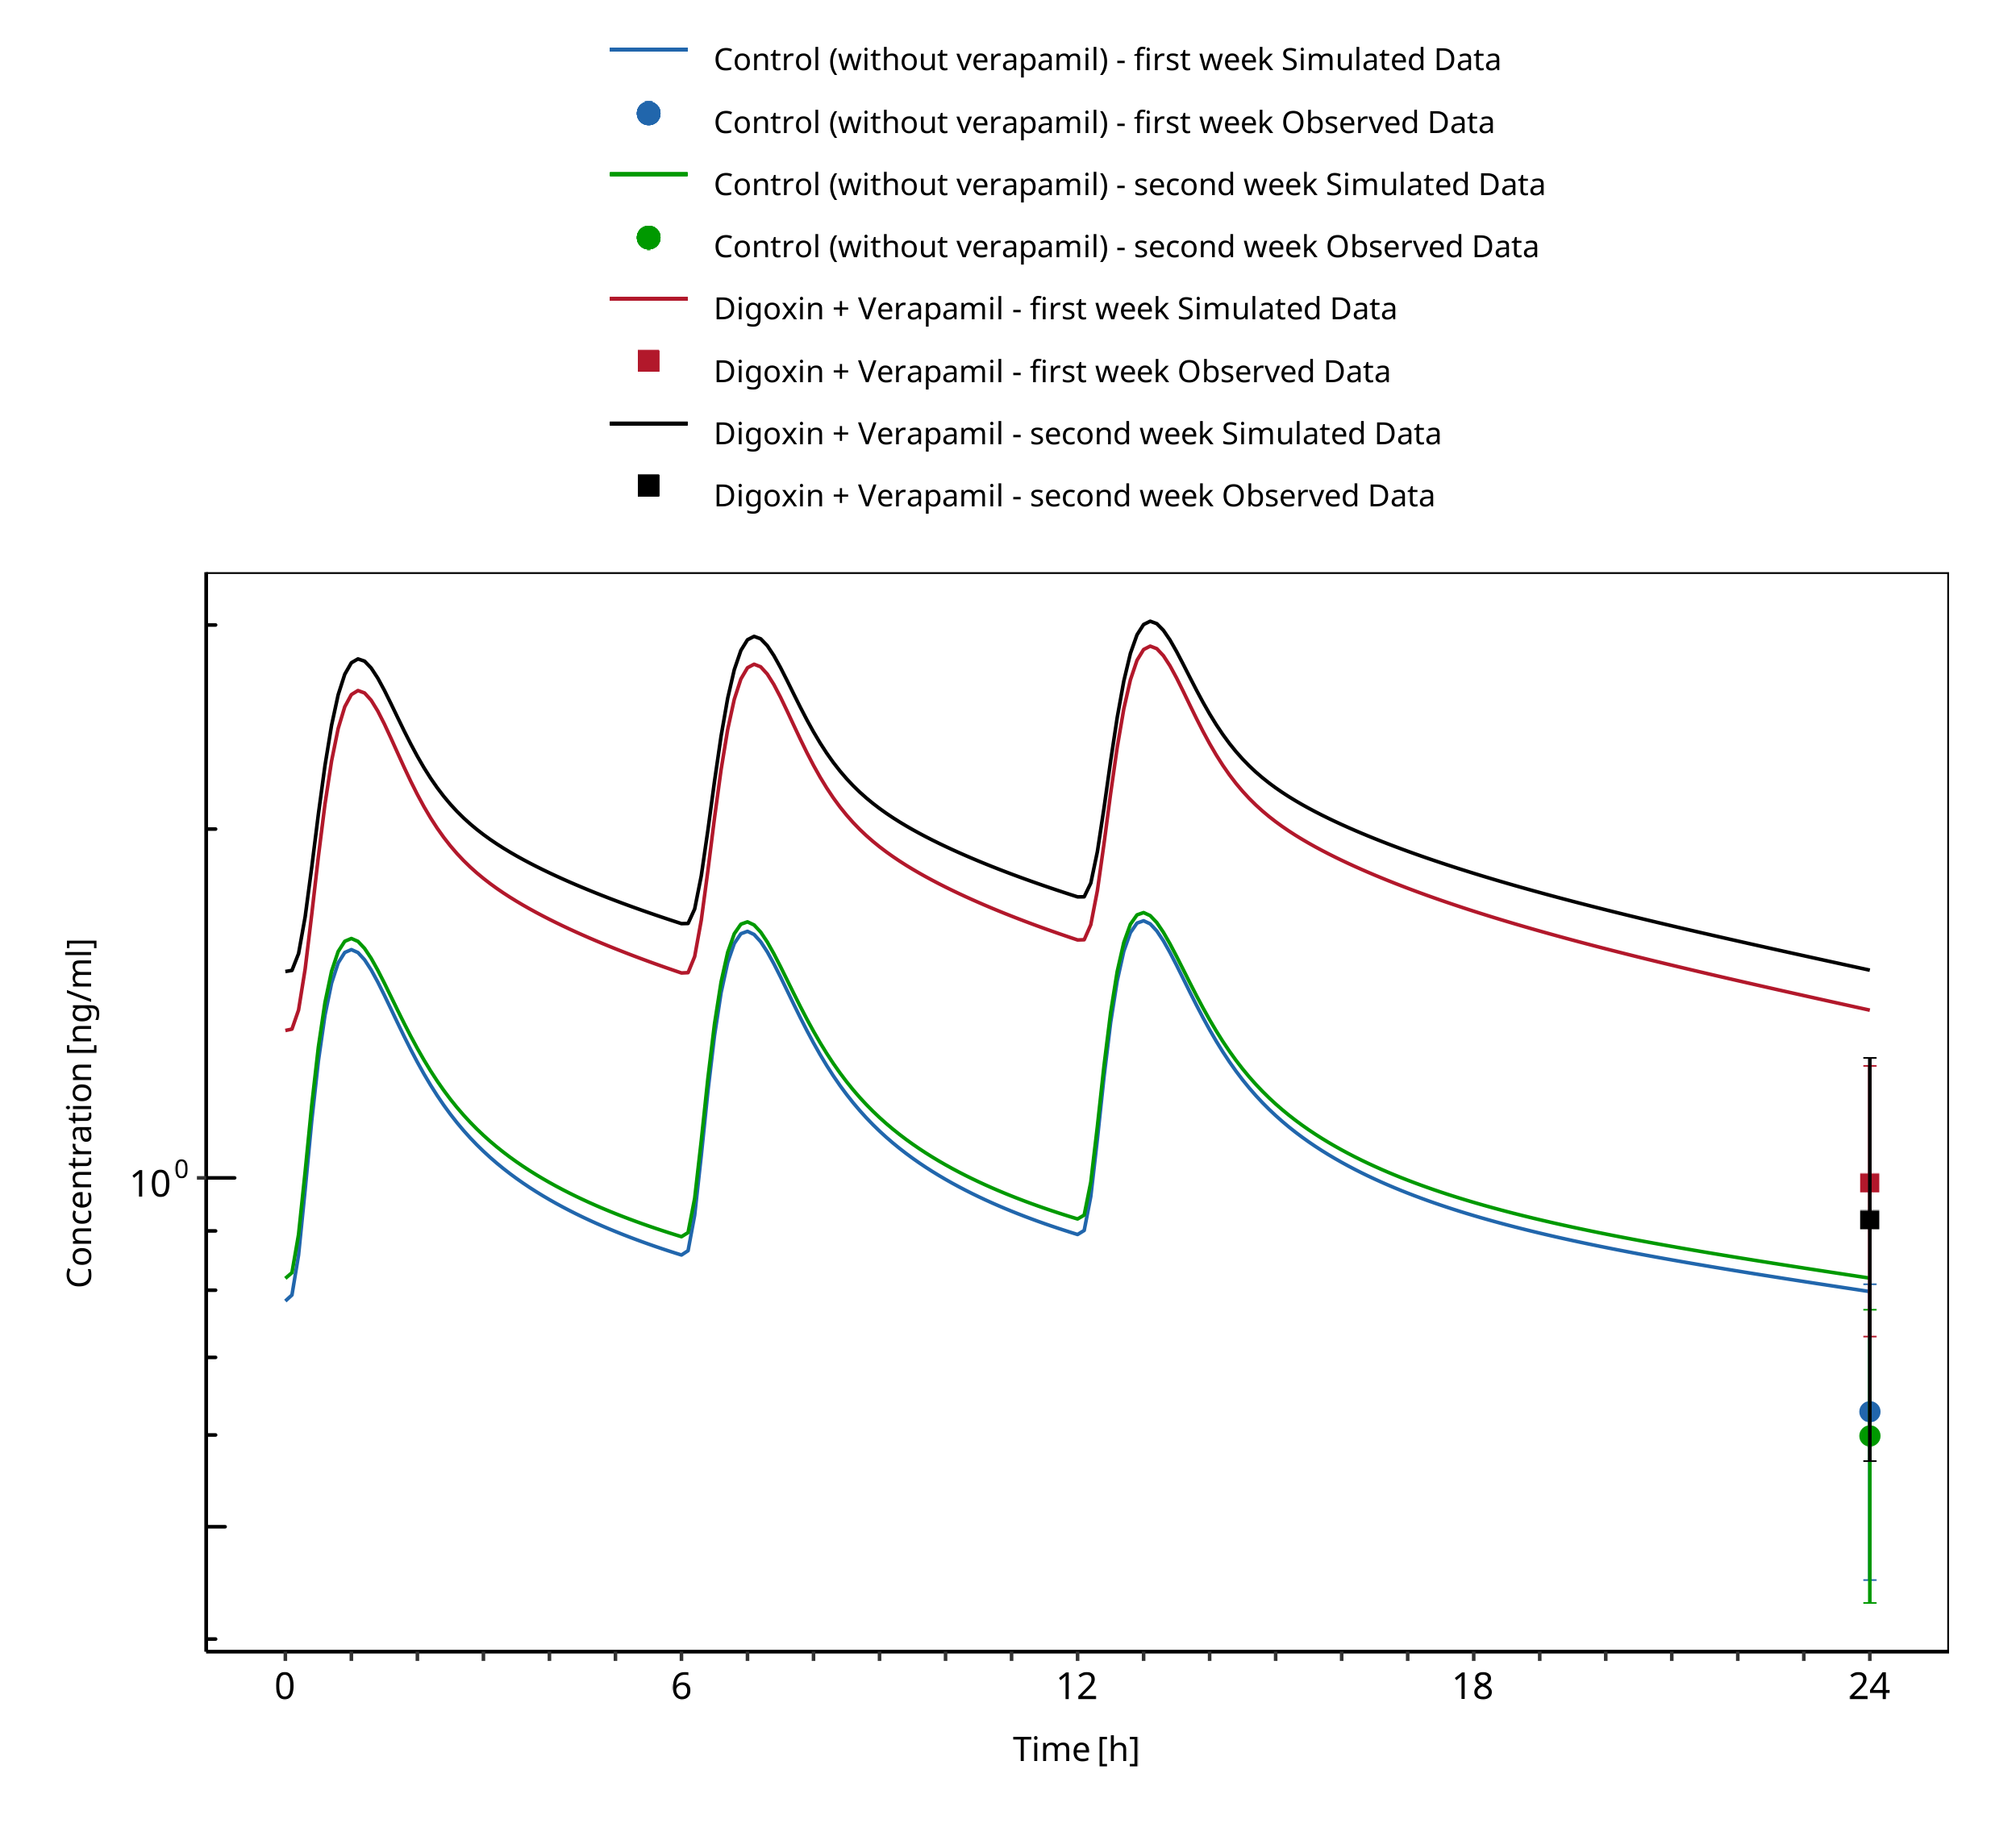 Control (without verapamil) - first week Simulated Data
Control (without verapamil) - first week Observed Data
Control (without verapamil) - second week Simulated Data
Control (without verapamil) - second week Observed Data
Digoxin + Verapamil - first week Simulated Data
Digoxin + Verapamil - first week Observed Data
Digoxin + Verapamil - second week Simulated Data
Digoxin + Verapamil - second week Observed Data
Concentration [ng/ml]
10⁰
0 6 12 18 24
Time [h]